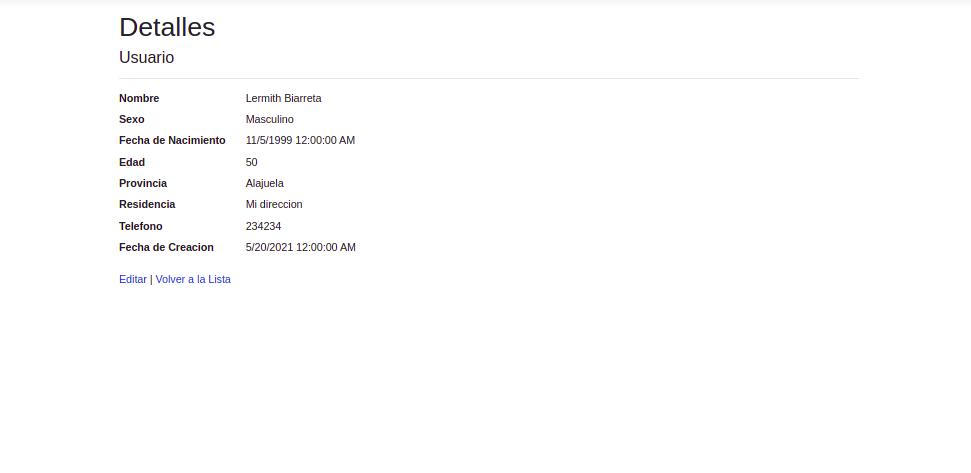 Detalles
Usuario
Nombre Lermith Biarreta
Sexo Masculino
Fecha de Nacimiento 11/5/1999 12:00:00 AM
Edad 50
Provincia Alajuela
Residencia Mi direccion
Telefono 234234
Fecha de Creacion 5/20/2021 12:00:00 AM
Editar | Volver a la Lista